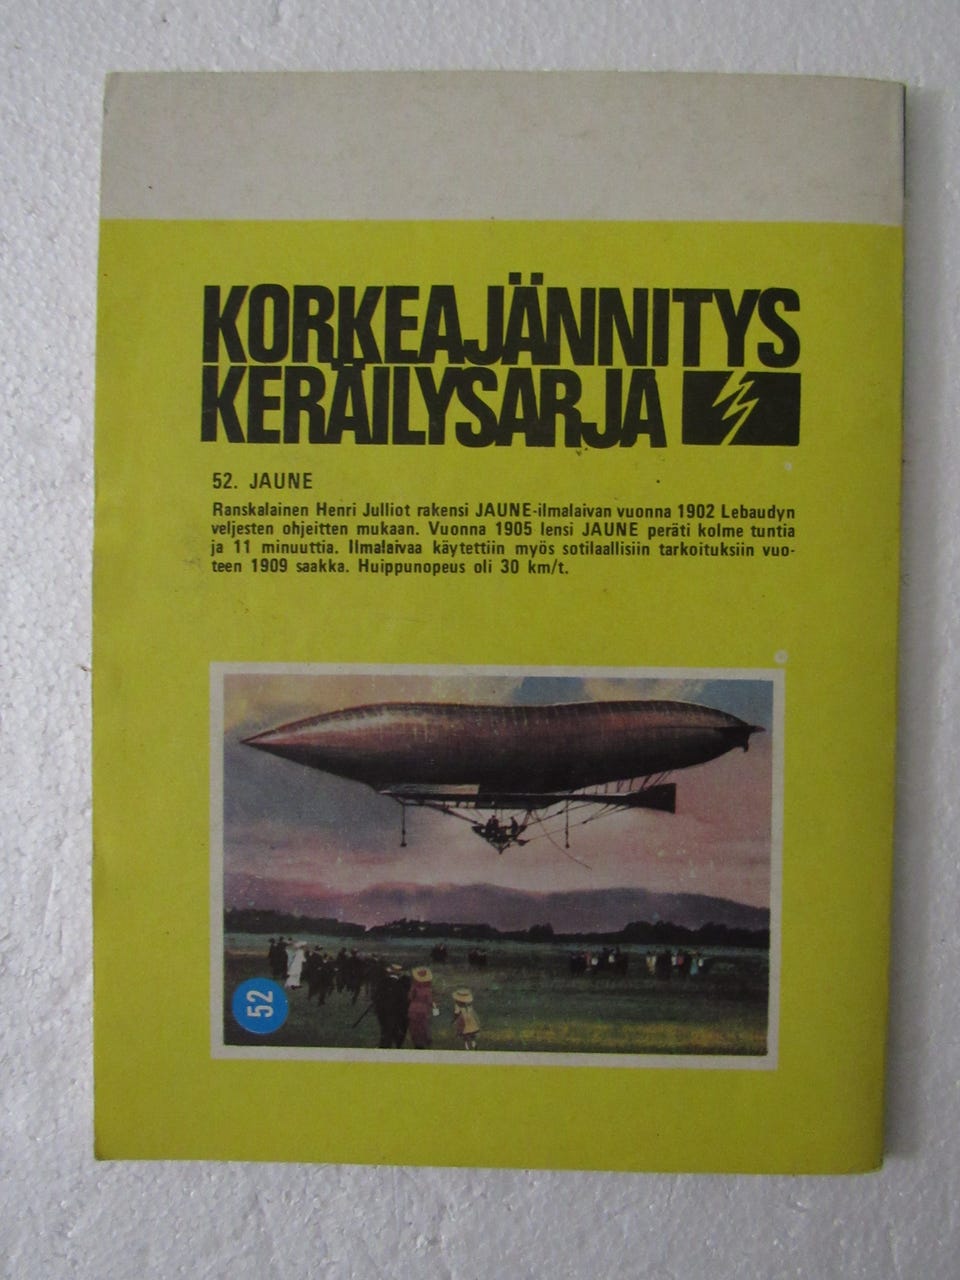 KORKEAJÄNNITYS
KERÄILYSARJA
52. JAUNE
Ranskalainen Henri Julliot rakensi JAUNE-ilmalaivan vuonna 1902 Lebaudyn
veljesten ohjeitten mukaan. Vuonna 1905 lensi JAUNE peräti kolme tuntia
ja 11 minuuttia. Ilmalaivaa käytettiin myös sotilaallisiin tarkoituksiin vuo-
teen 1909 saakka. Huippunopeus oli 30 km/t.
52